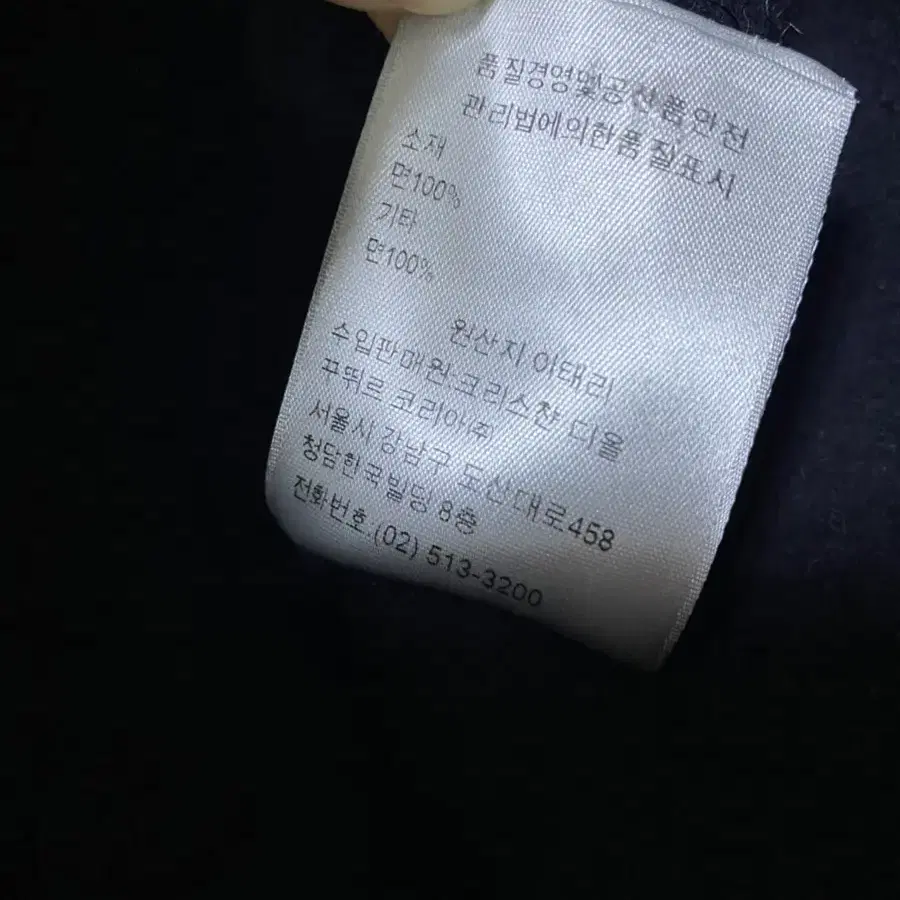 품질경영및공산품안전
관리법에의한품질표시
소재
면100%
기타
면100%
원산지 이태리
수입판매원.크리스챤 디올
꾸뛰르 코리아㈜
서울시 강남구 도산대로458
청담한국빌딩 8층
전화번호.(02) 513-3200